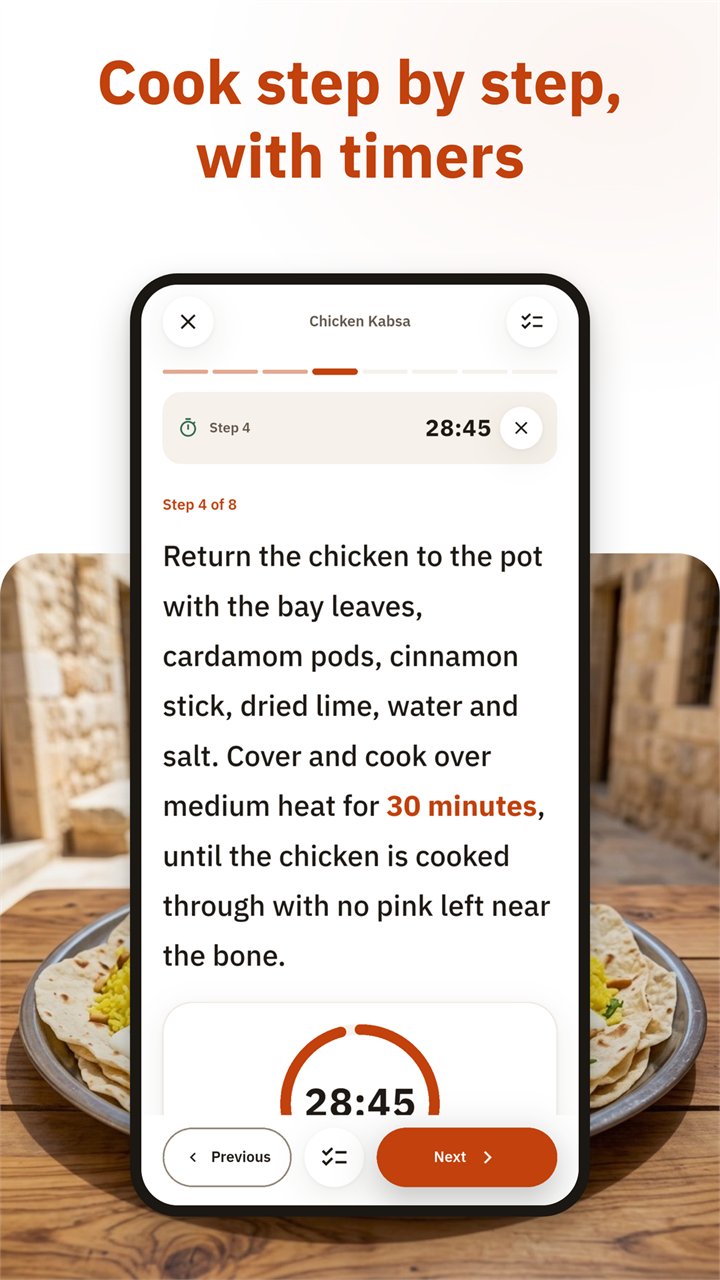 Cook step by step,
with timers
Chicken Kabsa
Step 4
28:45
Step 4 of 8
Return the chicken to the pot
with the bay leaves,
cardamom pods, cinnamon
stick, dried lime, water and
salt. Cover and cook over
medium heat for 30 minutes,
until the chicken is cooked
through with no pink left near
the bone.
28:45
Previous
Next